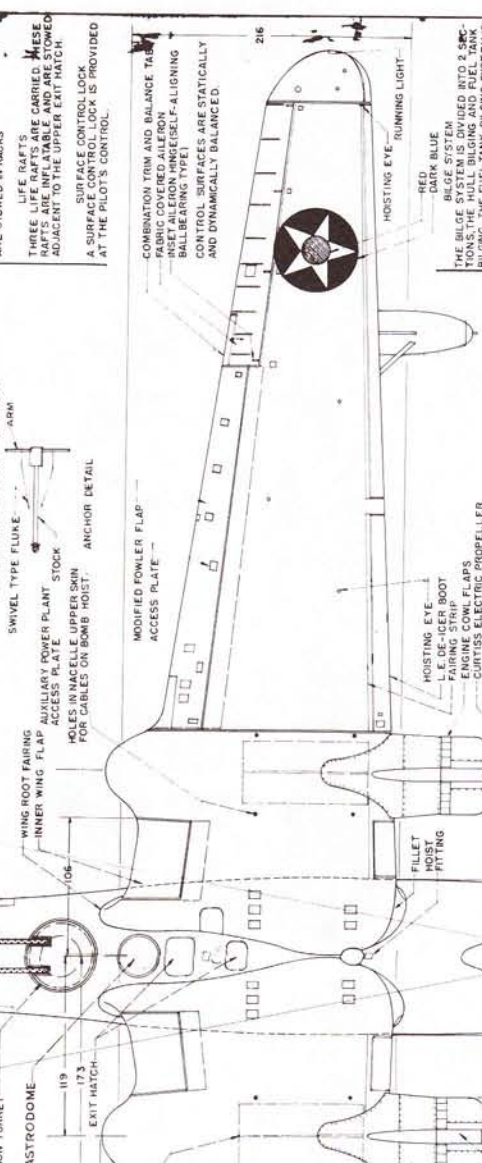 216
ARE STOWED IN RACKS
LIFE RAFTS
THREE LIFE RAFTS ARE CARRIED. THESE
RAFTS ARE INFLATABLE AND ARE STOWED
ADJACENT TO THE UPPER EXIT HATCH.
SURFACE CONTROL LOCK
A SURFACE CONTROL LOCK IS PROVIDED
AT THE PILOT'S CONTROL.
COMBINATION TRIM AND BALANCE TAB
FABRIC COVERED AILERON
INSET AILERON HINGE (SELF-ALIGNING
BALL BEARING TYPE)
CONTROL SURFACES ARE STATICALLY
AND DYNAMICALLY BALANCED.
HOISTING EYE
RUNNING LIGHT
RED
DARK BLUE
BILGE SYSTEM
THE BILGE SYSTEM IS DIVIDED INTO 2 SEC-
TIONS, THE HULL BILGING AND FUEL TANK
ARM
SWIVEL TYPE FLUKE
STOCK
ANCHOR DETAIL
MODIFIED FOWLER FLAP
ACCESS PLATE
WING ROOT FAIRING
INNER WING FLAP
AUXILIARY POWER PLANT
ACCESS PLATE
HOLES IN NACELLE UPPER SKIN
FOR CABLES ON BOMB HOIST.
HOISTING EYE
L.E. DE-ICER BOOT
FAIRING STRIP
ENGINE COWL FLAPS
CURTISS ELECTRIC PROPELLER
106
FILLET
HOIST
FITTING
TURRET
ASTRODOME
119
173
EXIT HATCH